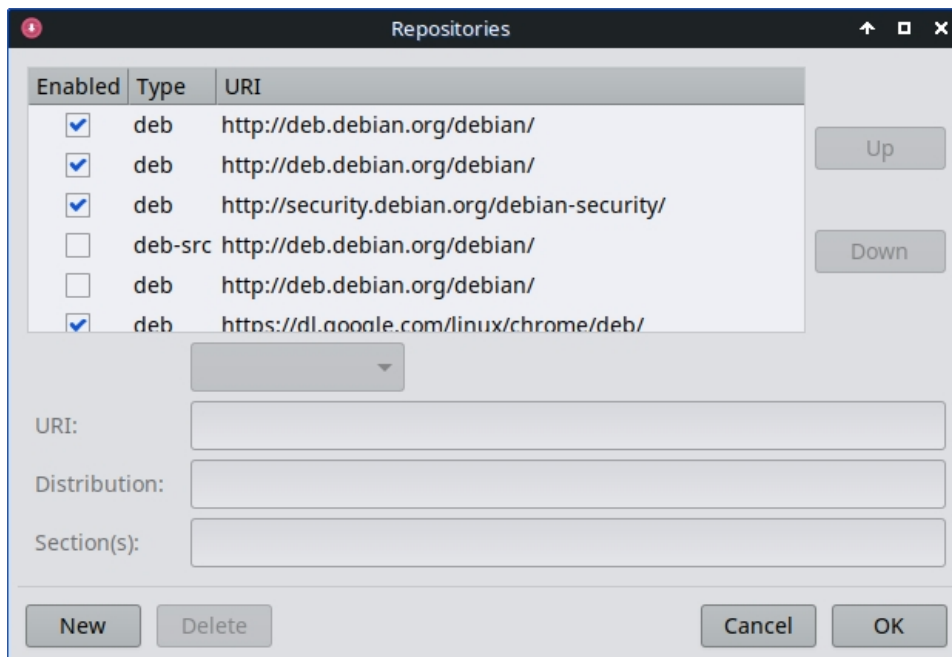 Repositories
Enabled Type URI
deb http://deb.debian.org/debian/
deb http://deb.debian.org/debian/
Up
deb http://security.debian.org/debian-security/
deb-src http://deb.debian.org/debian/
Down
deb http://deb.debian.org/debian/
deb https://dl.google.com/linux/chrome/deb/
URI:
Distribution:
Section(s):
New Delete Cancel OK